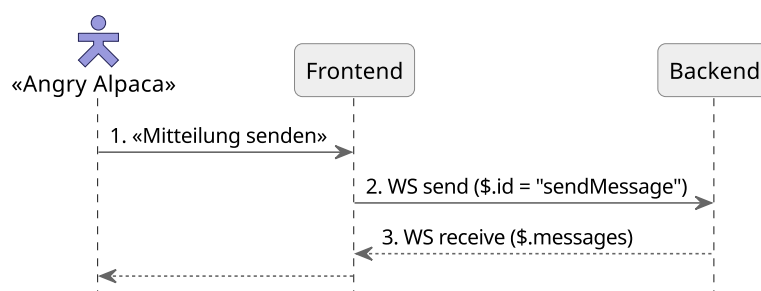 «Angry Alpaca»
Frontend
Backend
1. «Mitteilung senden»
2. WS send ($.id = "sendMessage")
3. WS receive ($.messages)